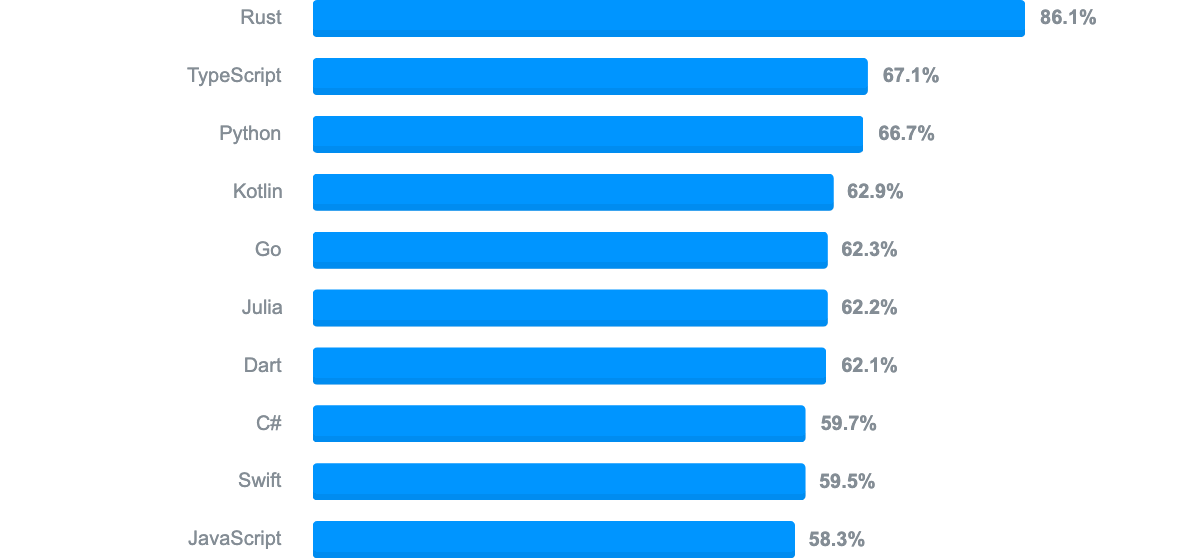 Rust 86.1%
TypeScript 67.1%
Python 66.7%
Kotlin 62.9%
Go 62.3%
Julia 62.2%
Dart 62.1%
C# 59.7%
Swift 59.5%
JavaScript 58.3%